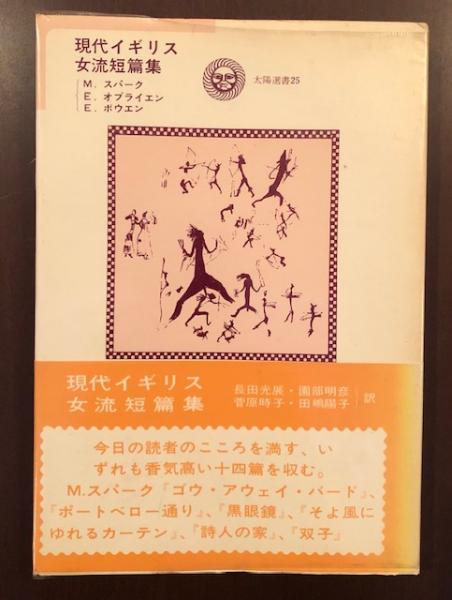 現代イギリス
女流短篇集
M. スパーク
E. オブライエン
E. ボウエン
太陽選書25
現代イギリス
女流短篇集
長田光展・園部明彦
菅原時子・田嶋陽子
訳
今日の読者のこころを満す、い
ずれも香気高い十四篇を収む。
M.スパーク『ゴウ・アウェイ・バード』、
『ポートベロー通り』、『黒眼鏡』、『そよ風に
ゆれるカーテン』、『詩人の家』、『双子』